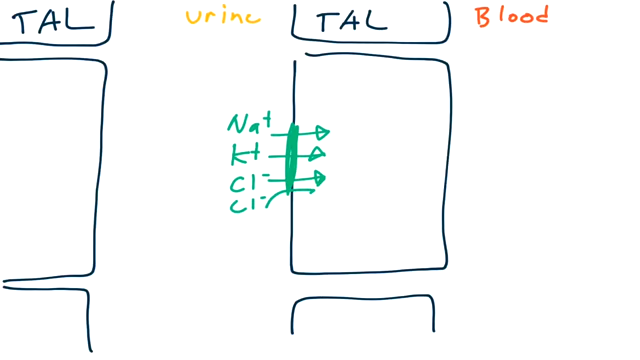 TAL urine TAL Blood
Na+
K+
Cl-
Cl-